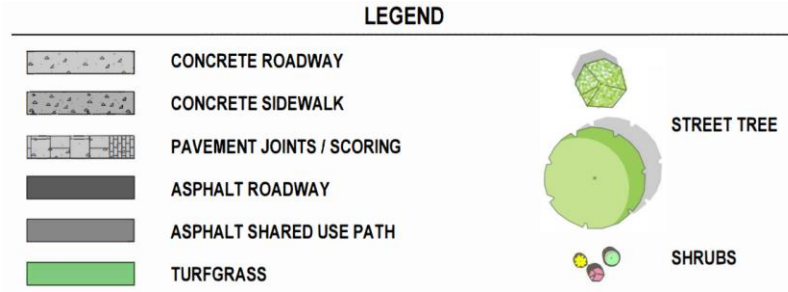 LEGEND
CONCRETE ROADWAY
CONCRETE SIDEWALK
PAVEMENT JOINTS / SCORING
ASPHALT ROADWAY
ASPHALT SHARED USE PATH
TURFGRASS
STREET TREE
SHRUBS